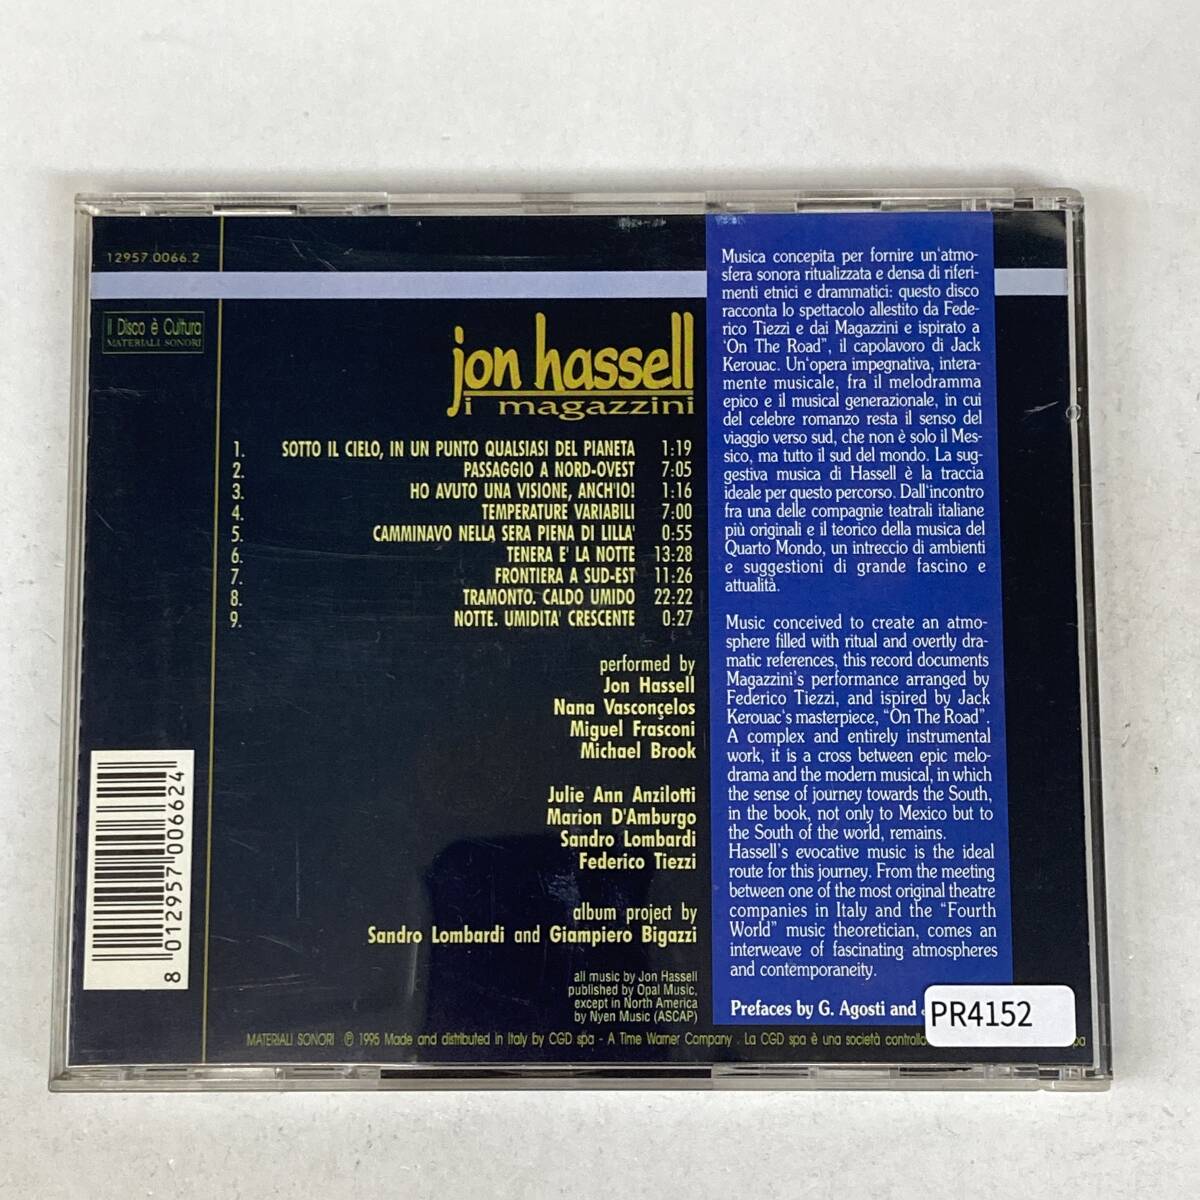 12957 0066.2
Il Disco è Cultura
MATERIALI SONORI
jon hassell
i magazzini
1. SOTTO IL CIELO, IN UN PUNTO QUALSIASI DEL PIANETA 1:19
2. PASSAGGIO A NORD-OVEST 7:05
3. HO AVUTO UNA VISIONE, ANCH'IO! 1:16
4. TEMPERATURE VARIABILI 7:00
5. CAMMINAVO NELLA SERA PIENA DI LILLA' 0:55
6. TENERA E' LA NOTTE 13:28
7. FRONTIERA A SUD-EST 11:26
8. TRAMONTO. CALDO UMIDO 22:22
9. NOTTE. UMIDITA' CRESCENTE 0:27
performed by
Jon Hassell
Nana Vasconçelos
Miguel Frasconi
Michael Brook
Julie Ann Anzilotti
Marion D'Amburgo
Sandro Lombardi
Federico Tiezzi
album project by
Sandro Lombardi and Giampiero Bigazzi
all music by Jon Hassell
published by Opal Music,
except in North America
by Nyen Music (ASCAP)
8 012957 006624
Musica concepita per fornire un'atmo-
sfera sonora ritualizzata e densa di riferi-
menti etnici e drammatici: questo disco
racconta lo spettacolo allestito da Fede-
rico Tiezzi e dai Magazzini e ispirato a
'On The Road", il capolavoro di Jack
Kerouac. Un'opera impegnativa, intera-
mente musicale, fra il melodramma
epico e il musical generazionale, in cui
del celebre romanzo resta il senso del
viaggio verso sud, che non è solo il Mes-
sico, ma tutto il sud del mondo. La sug-
gestiva musica di Hassell è la traccia
ideale per questo percorso. Dall'incontro
fra una delle compagnie teatrali italiane
più originali e il teorico della musica del
Quarto Mondo, un intreccio di ambienti
e suggestioni di grande fascino e
attualità.
Music conceived to create an atmo-
sphere filled with ritual and overtly dra-
matic references, this record documents
Magazzini's performance arranged by
Federico Tiezzi, and ispired by Jack
Kerouac's masterpiece, "On The Road".
A complex and entirely instrumental
work, it is a cross between epic melo-
drama and the modern musical, in which
the sense of journey towards the South,
in the book, not only to Mexico but to
the South of the world, remains.
Hassell's evocative music is the ideal
route for this journey. From the meeting
between one of the most original theatre
companies in Italy and the "Fourth
World" music theoretician, comes an
interweave of fascinating atmospheres
and contemporaneity.
Prefaces by G. Agosti and
PR4152
MATERIALI SONORI ℗ 1995 Made and distributed in Italy by CGD spa - A Time Warner Company . La CGD spa è una società controlla